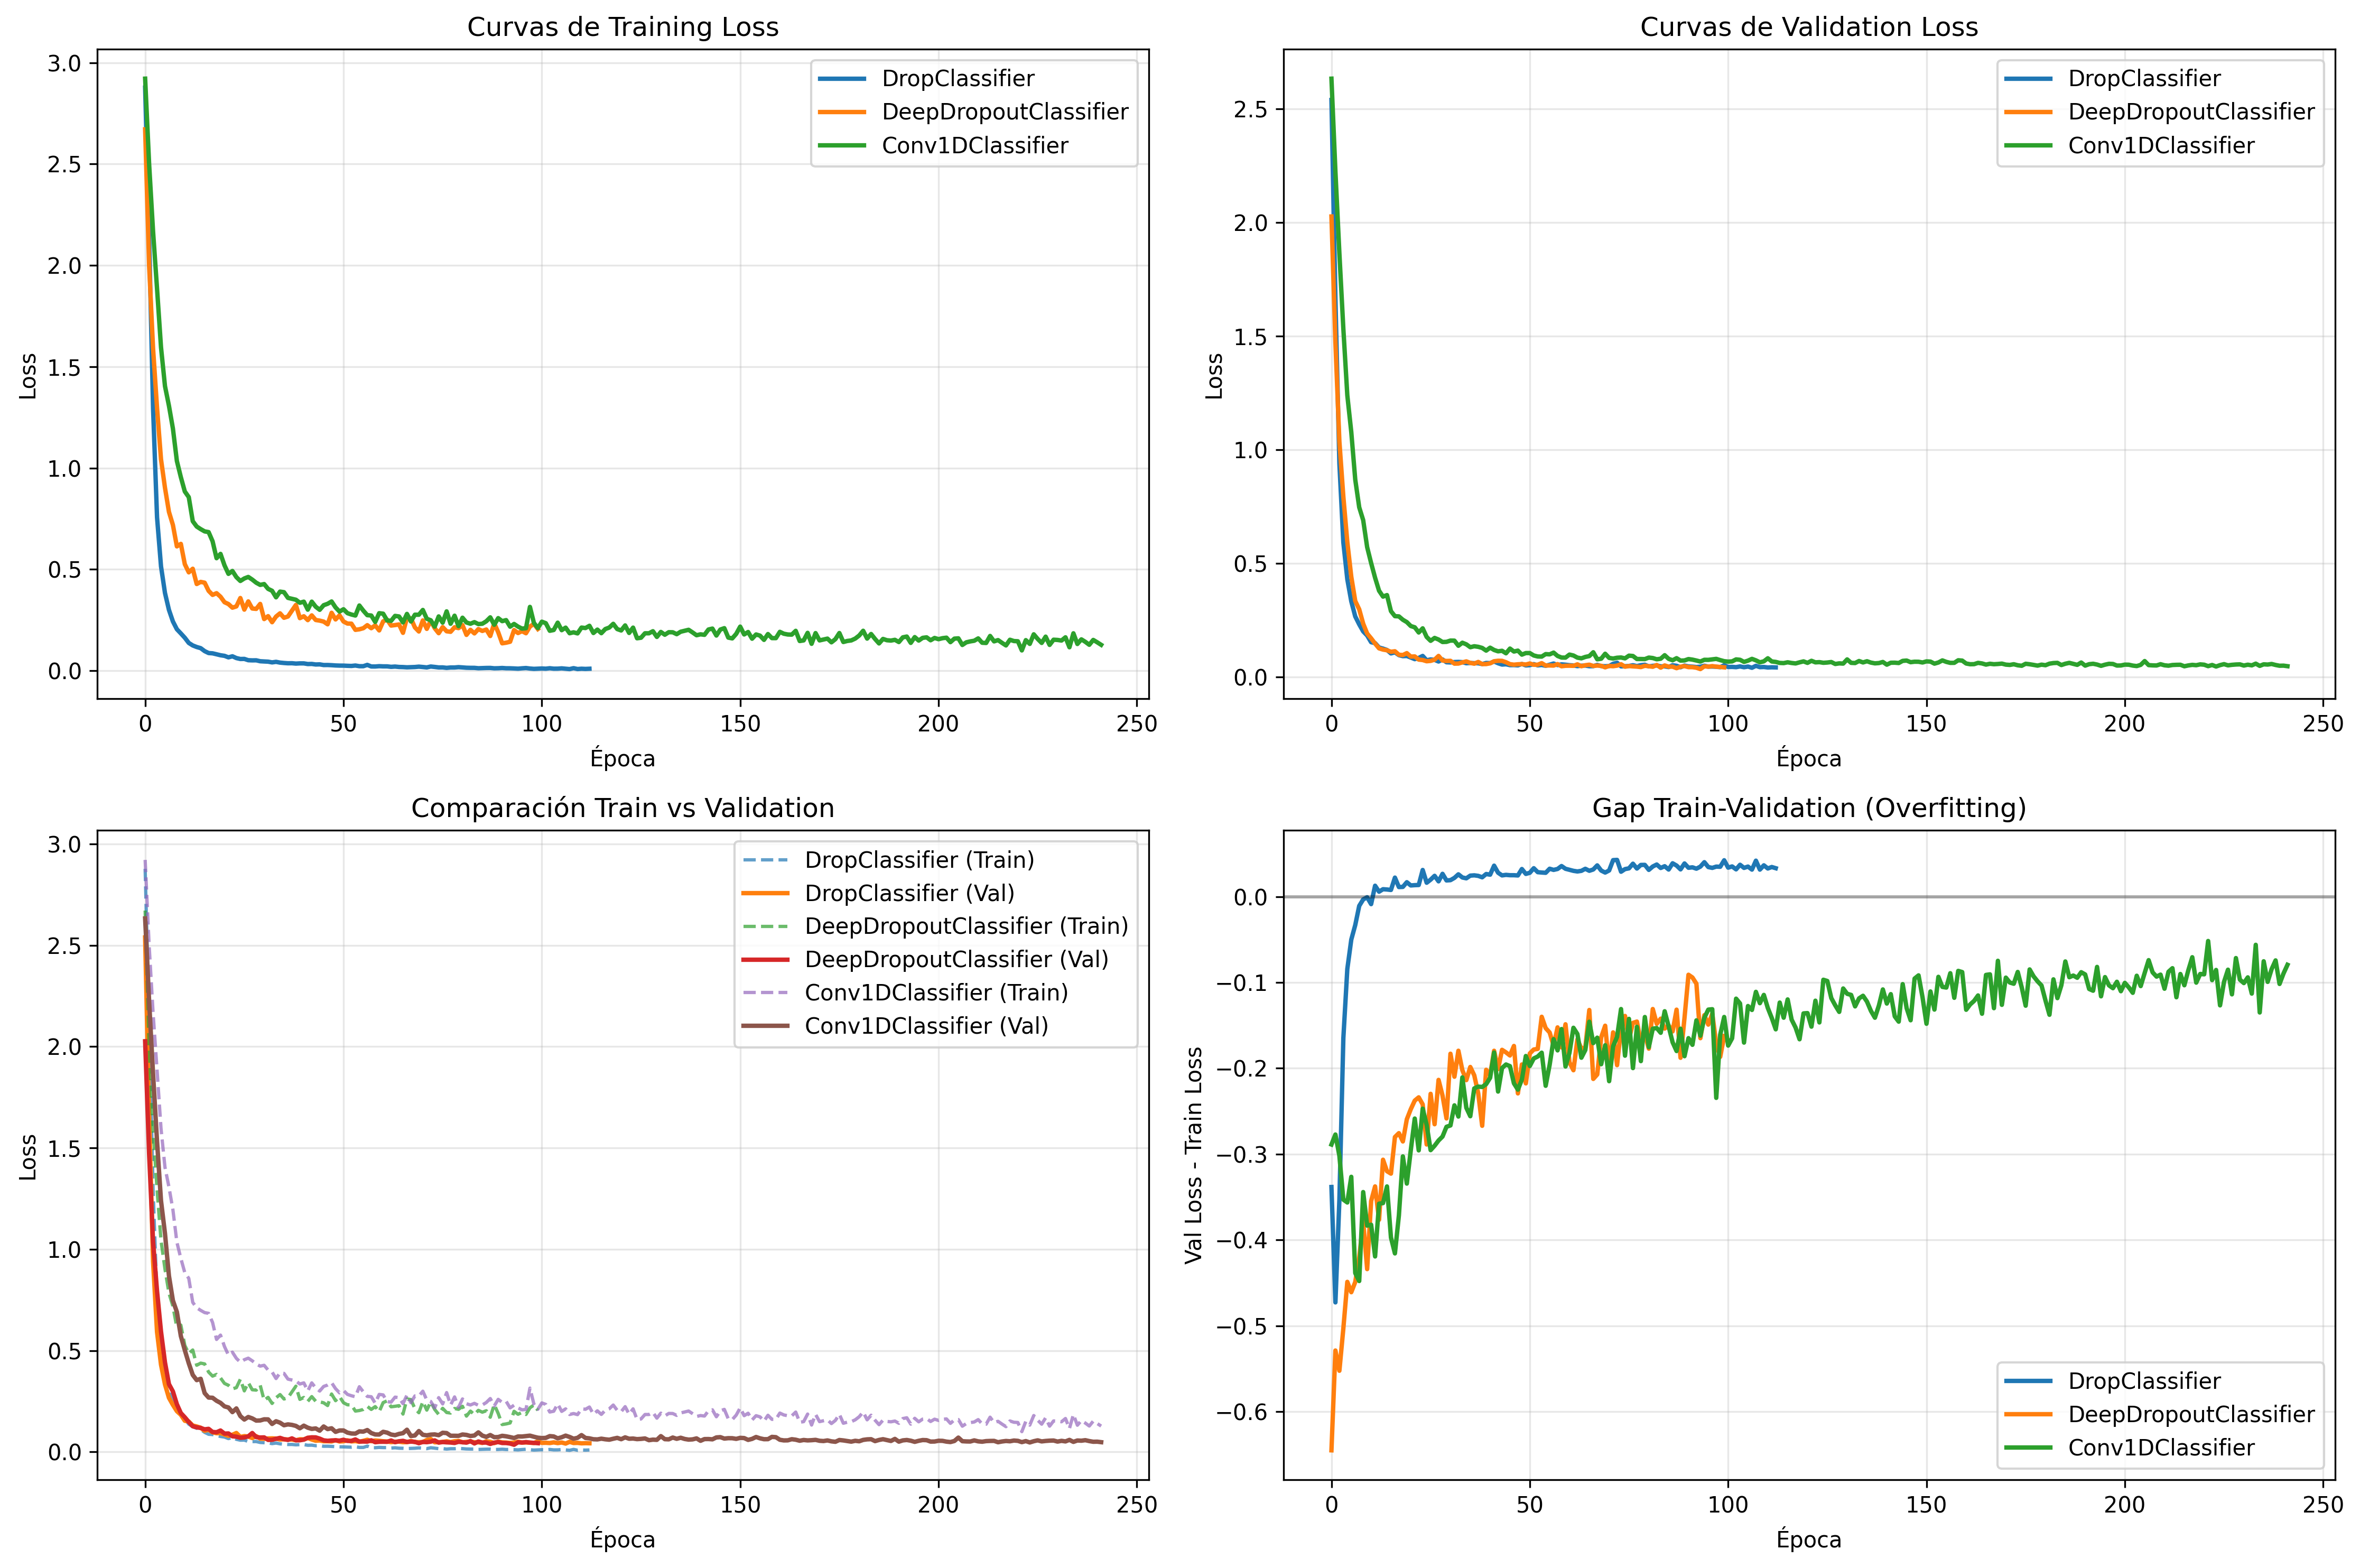 Curvas de Training Loss
3.0
2.5
2.0
1.5
1.0
0.5
0.0
Loss
0
50
100
150
200
250
Época
DropClassifier
DeepDropoutClassifier
Conv1DClassifier
Curvas de Validation Loss
2.5
2.0
1.5
1.0
0.5
0.0
Loss
0
50
100
150
200
250
Época
DropClassifier
DeepDropoutClassifier
Conv1DClassifier
Comparación Train vs Validation
3.0
2.5
2.0
1.5
1.0
0.5
0.0
Loss
0
50
100
150
200
250
Época
DropClassifier (Train)
DropClassifier (Val)
DeepDropoutClassifier (Train)
DeepDropoutClassifier (Val)
Conv1DClassifier (Train)
Conv1DClassifier (Val)
Gap Train-Validation (Overfitting)
0.0
−0.1
−0.2
−0.3
−0.4
−0.5
−0.6
Val Loss - Train Loss
0
50
100
150
200
250
Época
DropClassifier
DeepDropoutClassifier
Conv1DClassifier